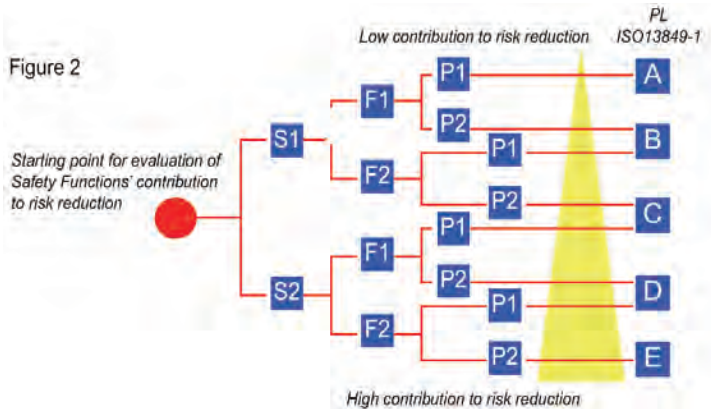 PL
Low contribution to risk reduction
ISO13849-1
Figure 2
P1
A
F1
P2
B
S1
P1
Starting point for evaluation of
Safety Functions' contribution
to risk reduction
F2
P2
C
F1
P1
P2
D
S2
P1
F2
P2
E
High contribution to risk reduction